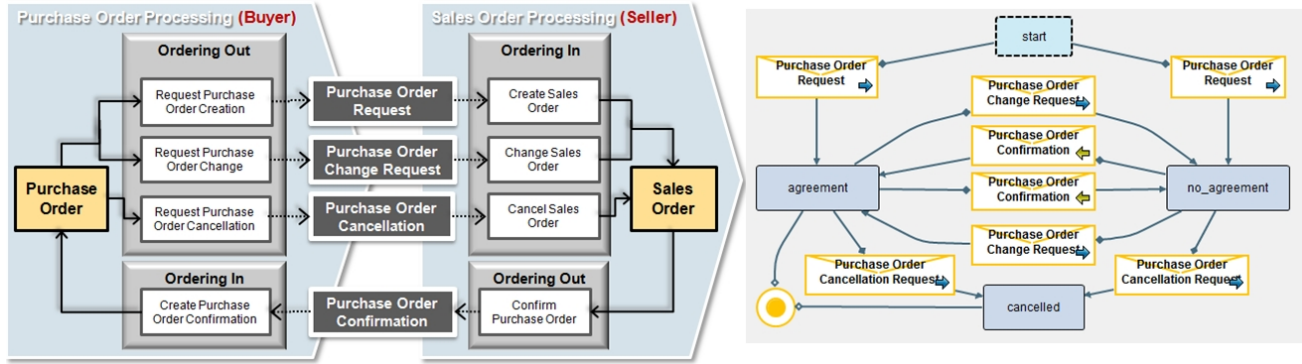 Purchase Order Processing (Buyer)
Ordering Out
Request Purchase
Order Creation
Request Purchase
Order Change
Request Purchase
Order Cancellation
Purchase
Order
Ordering In
Create Purchase
Order Confirmation
Purchase Order
Request
Purchase Order
Change Request
Purchase Order
Cancellation
Purchase Order
Confirmation
Sales Order Processing (Seller)
Ordering In
Create Sales
Order
Change Sales
Order
Cancel Sales
Order
Sales
Order
Ordering Out
Confirm
Purchase Order
start
Purchase Order
Request
Purchase Order
Request
Purchase Order
Change Request
Purchase Order
Confirmation
agreement
no_agreement
Purchase Order
Confirmation
Purchase Order
Change Request
Purchase Order
Cancellation Request
Purchase Order
Cancellation Request
cancelled